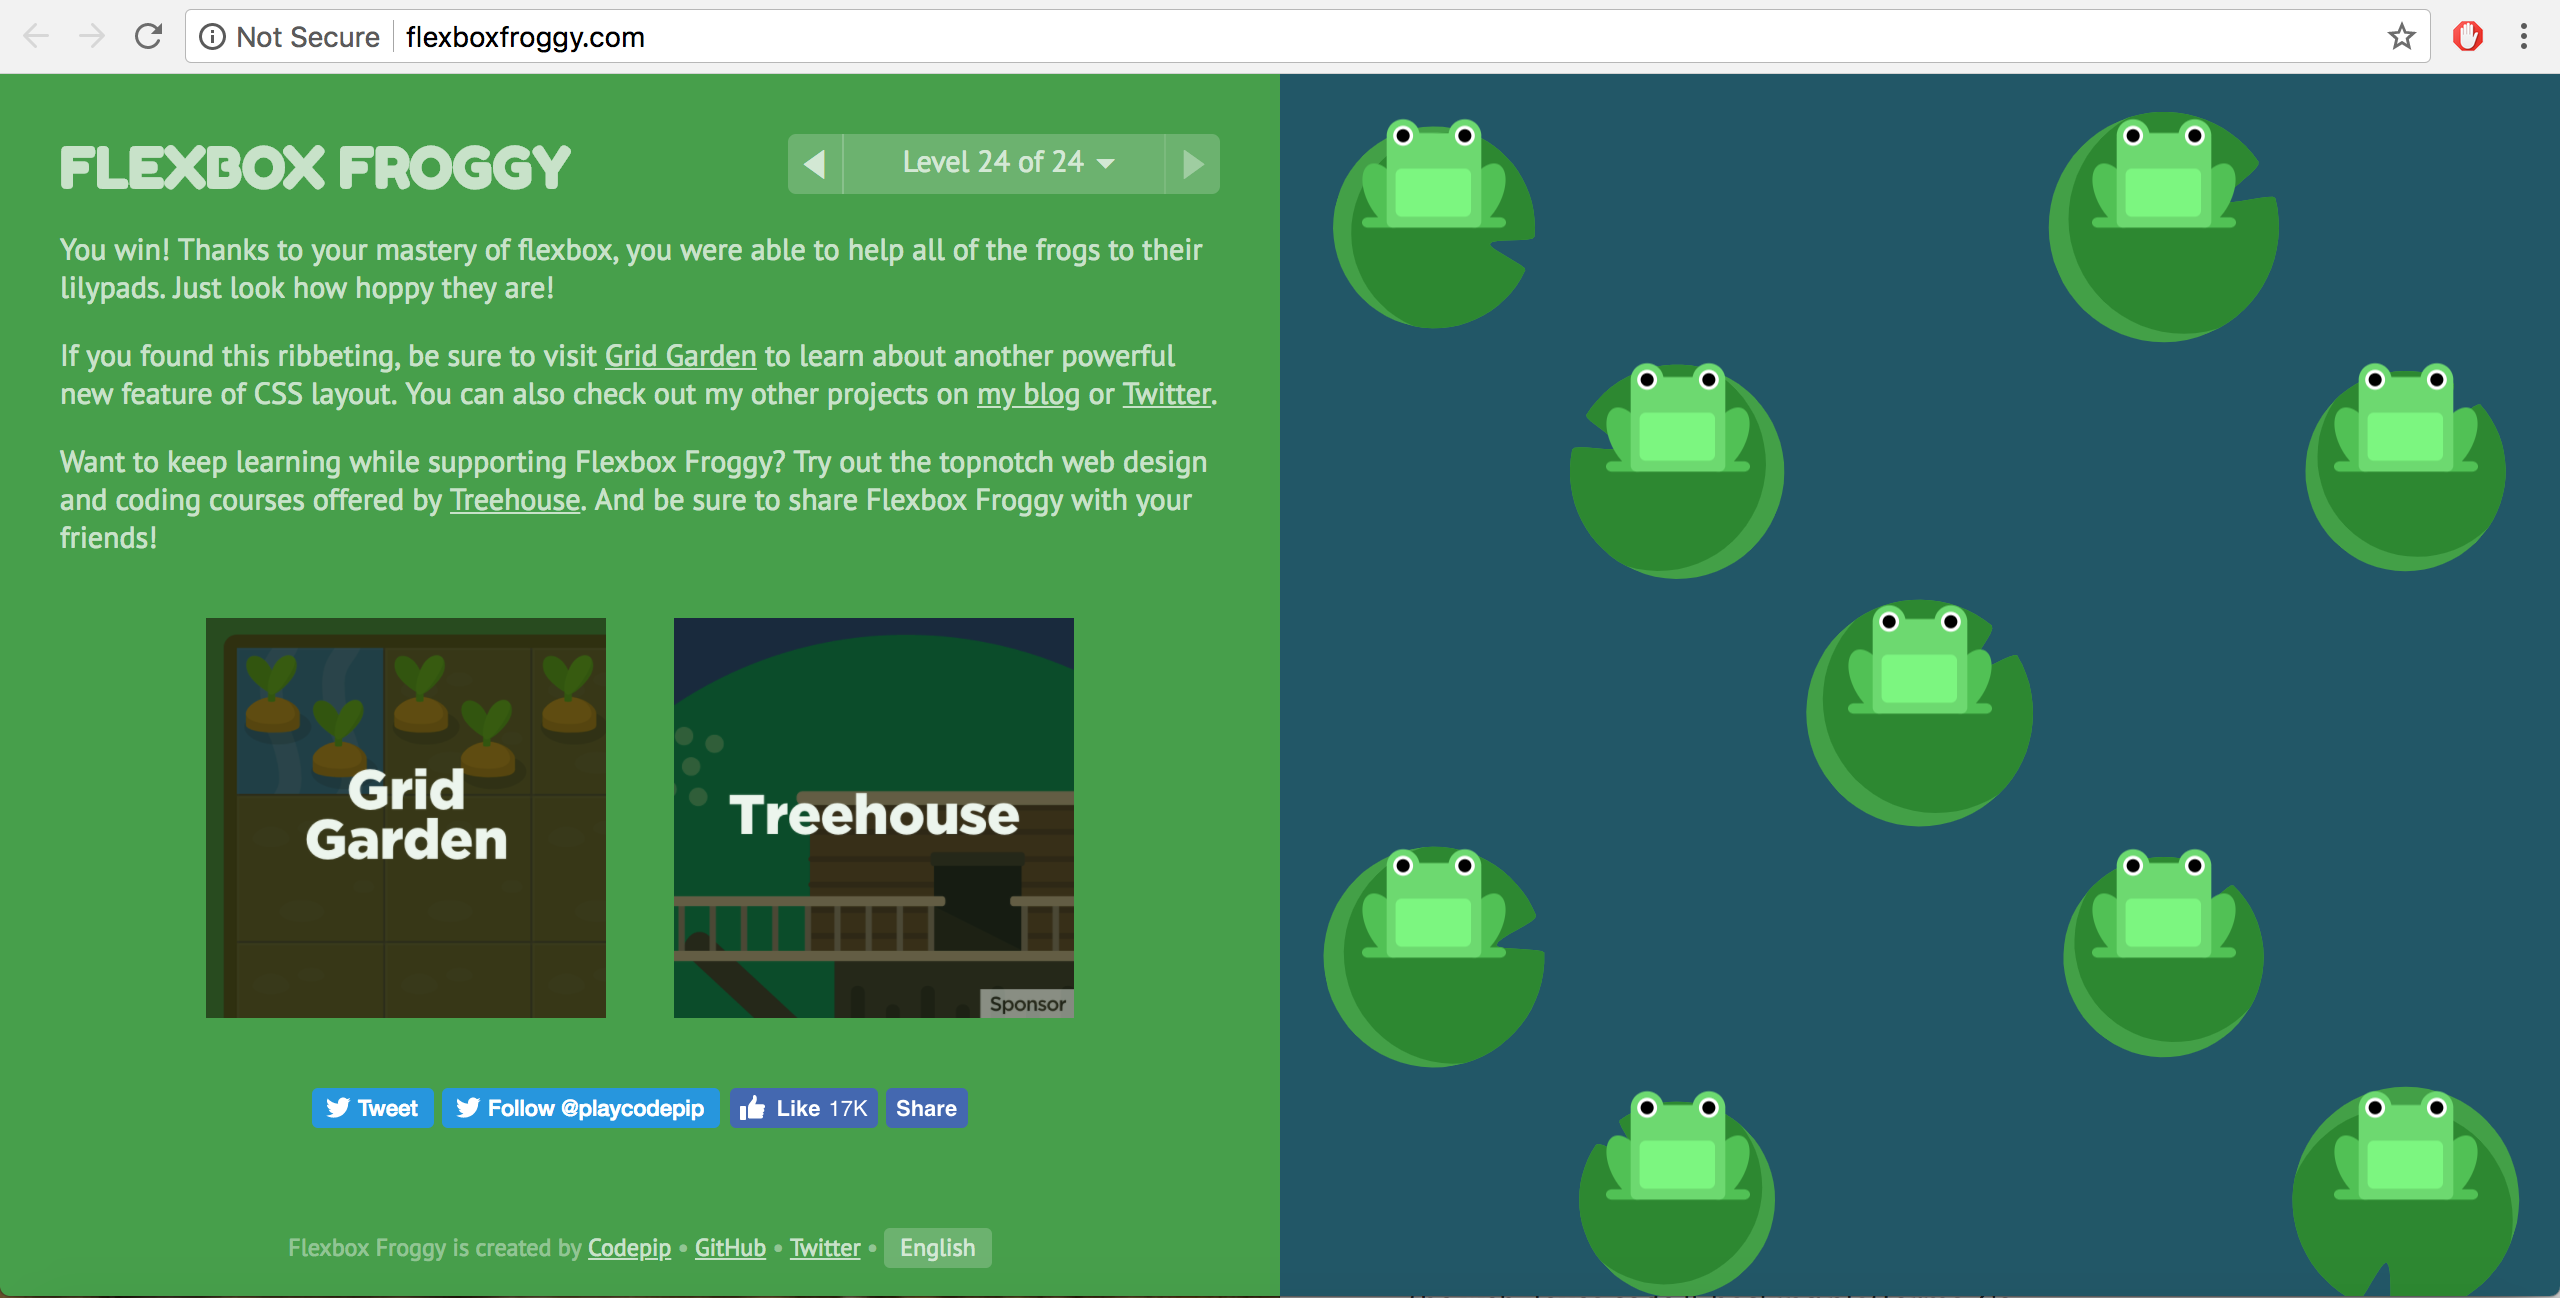 Not Secure
flexboxfroggy.com
FLEXBOX FROGGY
Level 24 of 24
You win! Thanks to your mastery of flexbox, you were able to help all of the frogs to their
lilypads. Just look how hoppy they are!
If you found this ribbeting, be sure to visit Grid Garden to learn about another powerful
new feature of CSS layout. You can also check out my other projects on my blog or Twitter.
Want to keep learning while supporting Flexbox Froggy? Try out the topnotch web design
and coding courses offered by Treehouse. And be sure to share Flexbox Froggy with your
friends!
Grid
Garden
Treehouse
Sponsor
Tweet
Follow @playcodepip
Like 17K
Share
Flexbox Froggy is created by Codepip • GitHub • Twitter • English